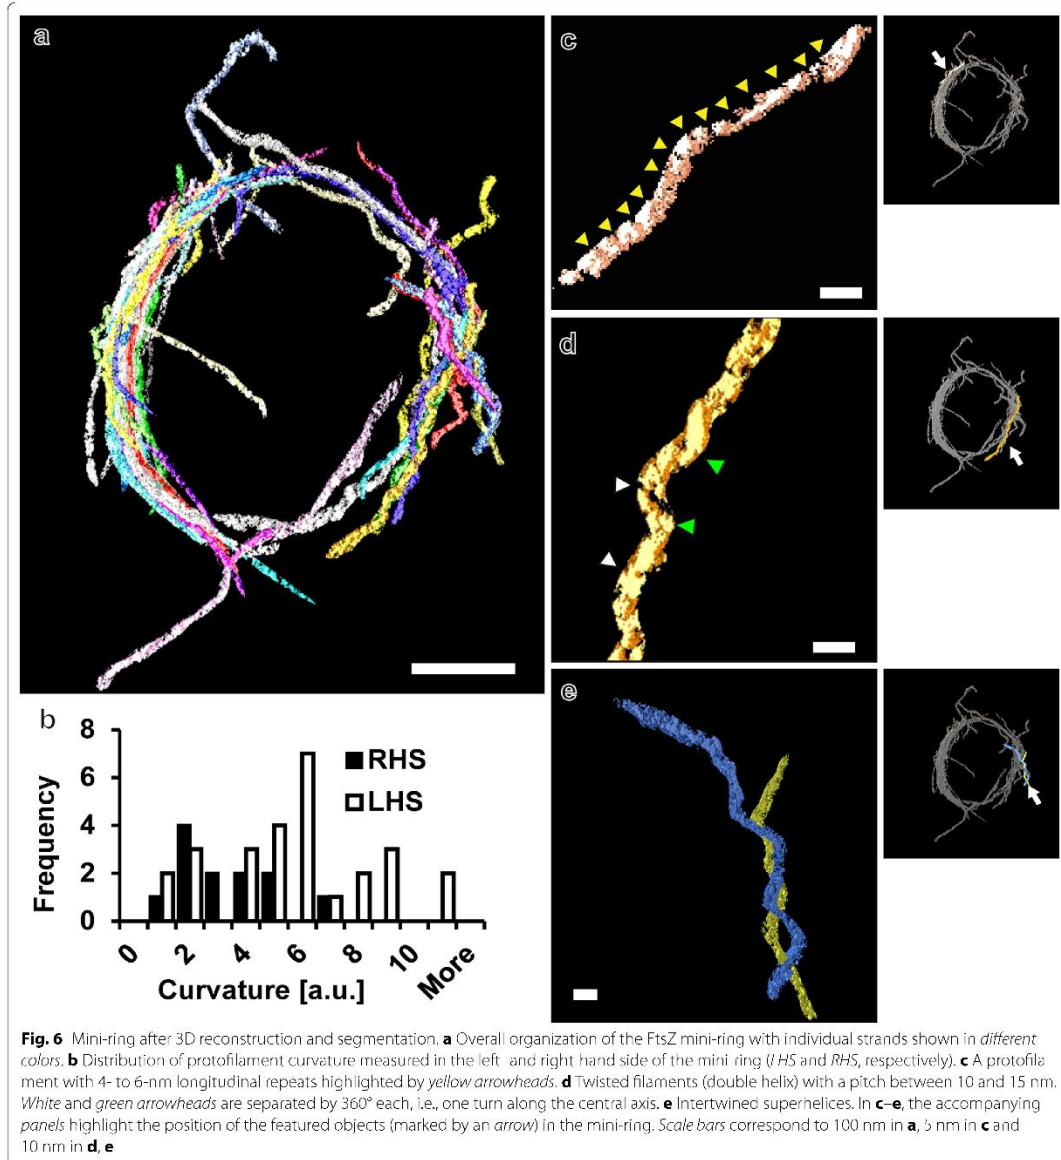 a
c
d
e
b
8
6
4
2
0
Frequency
RHS
LHS
0 2 4 6 8 10 More
Curvature [a.u.]
Fig. 6 Mini-ring after 3D reconstruction and segmentation. a Overall organization of the FtsZ mini-ring with individual strands shown in different
colors. b Distribution of protofilament curvature measured in the left and right hand side of the mini ring (LHS and RHS, respectively). c A protofila
ment with 4- to 6-nm longitudinal repeats highlighted by yellow arrowheads. d Twisted filaments (double helix) with a pitch between 10 and 15 nm.
White and green arrowheads are separated by 360° each, i.e., one turn along the central axis. e Intertwined superhelices. In c–e, the accompanying
panels highlight the position of the featured objects (marked by an arrow) in the mini-ring. Scale bars correspond to 100 nm in a, 5 nm in c and
10 nm in d, e